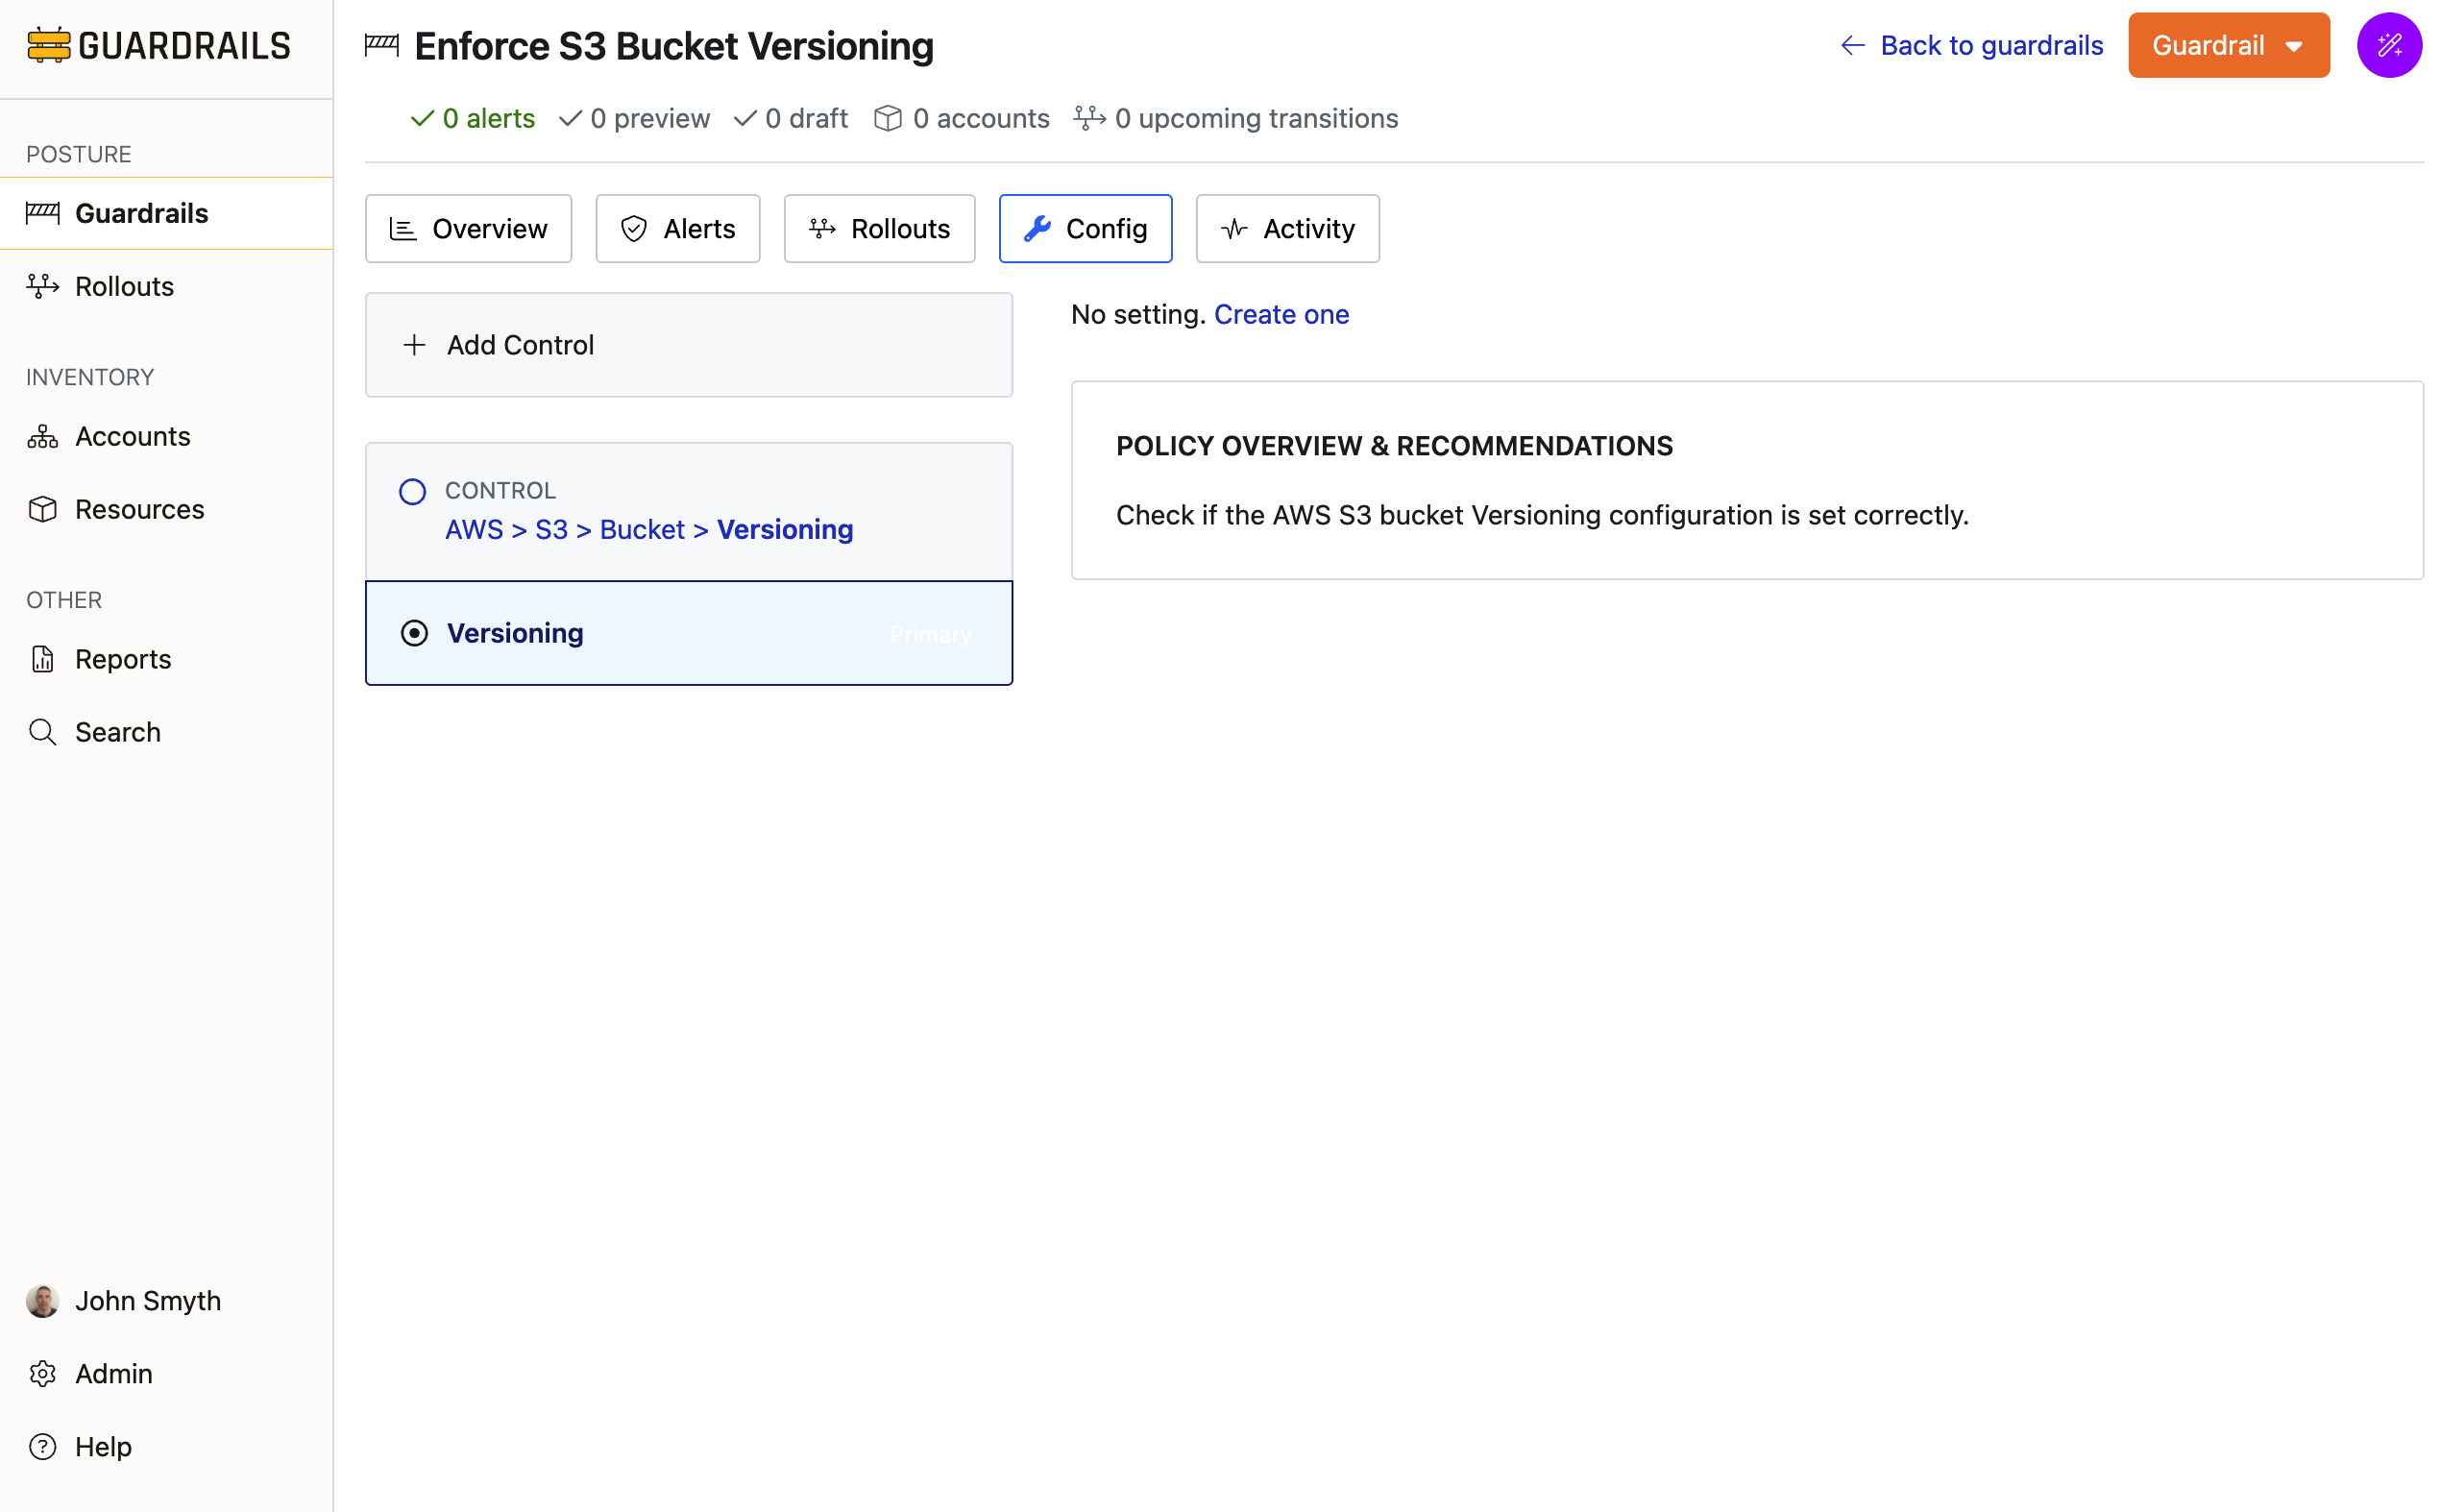 GUARDRAILS
POSTURE
Guardrails
Rollouts
INVENTORY
Accounts
Resources
OTHER
Reports
Search
John Smyth
Admin
Help
Enforce S3 Bucket Versioning
Back to guardrails
Guardrail
0 alerts 0 preview 0 draft 0 accounts 0 upcoming transitions
Overview Alerts Rollouts Config Activity
Add Control
CONTROL
AWS > S3 > Bucket > Versioning
Versioning Primary
No setting. Create one
POLICY OVERVIEW & RECOMMENDATIONS
Check if the AWS S3 bucket Versioning configuration is set correctly.